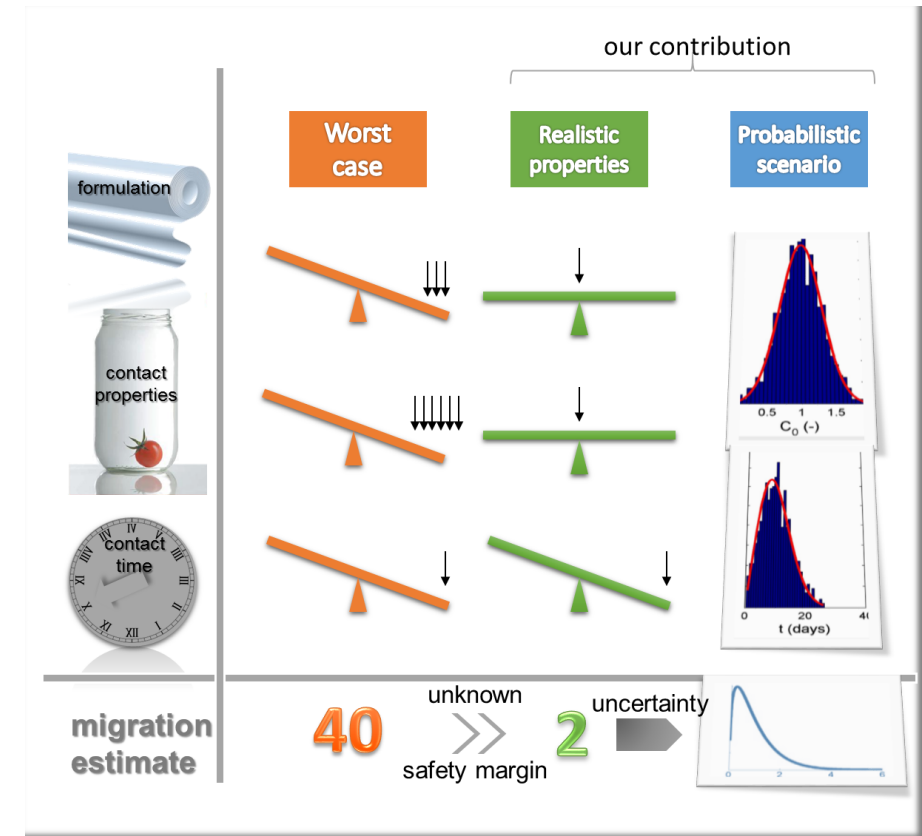 our contribution
Worst
case
Realistic
properties
Probabilistic
scenario
formulation
0.5 1 1.5
C₀ (-)
contact
properties
contact
time
XII
0 20
t (days)
migration
estimate
40
unknown
safety margin
2
uncertainty
0 2 4 6